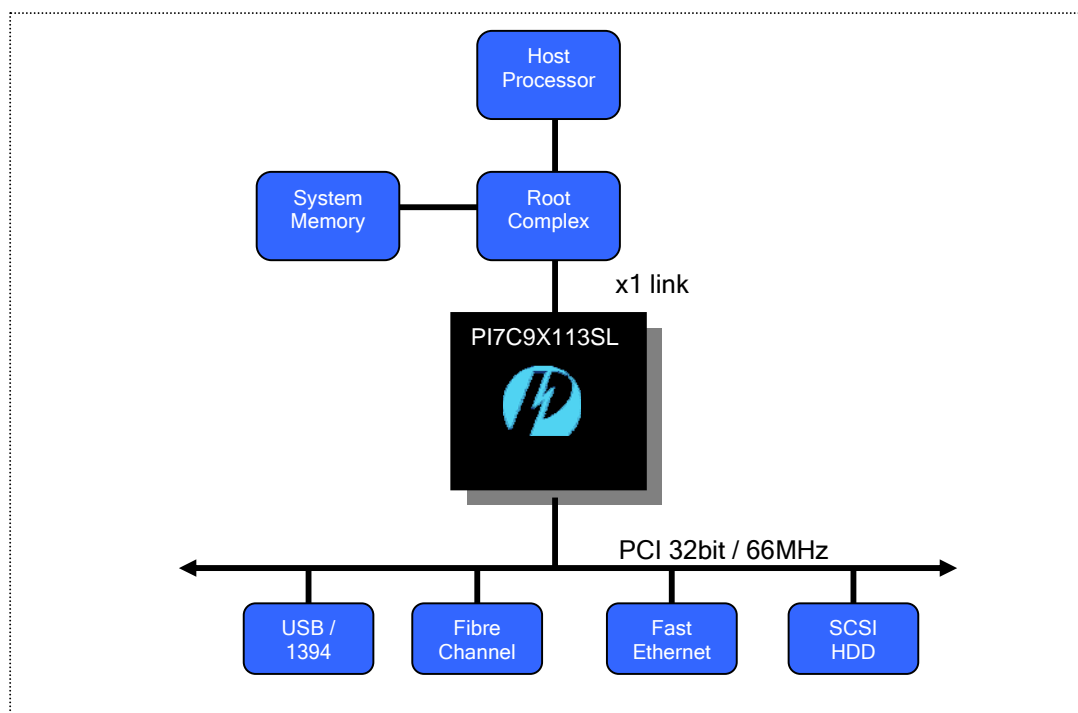 Host
Processor
System
Memory
Root
Complex
x1 link
PI7C9X113SL
PCI 32bit / 66MHz
USB /
1394
Fibre
Channel
Fast
Ethernet
SCSI
HDD